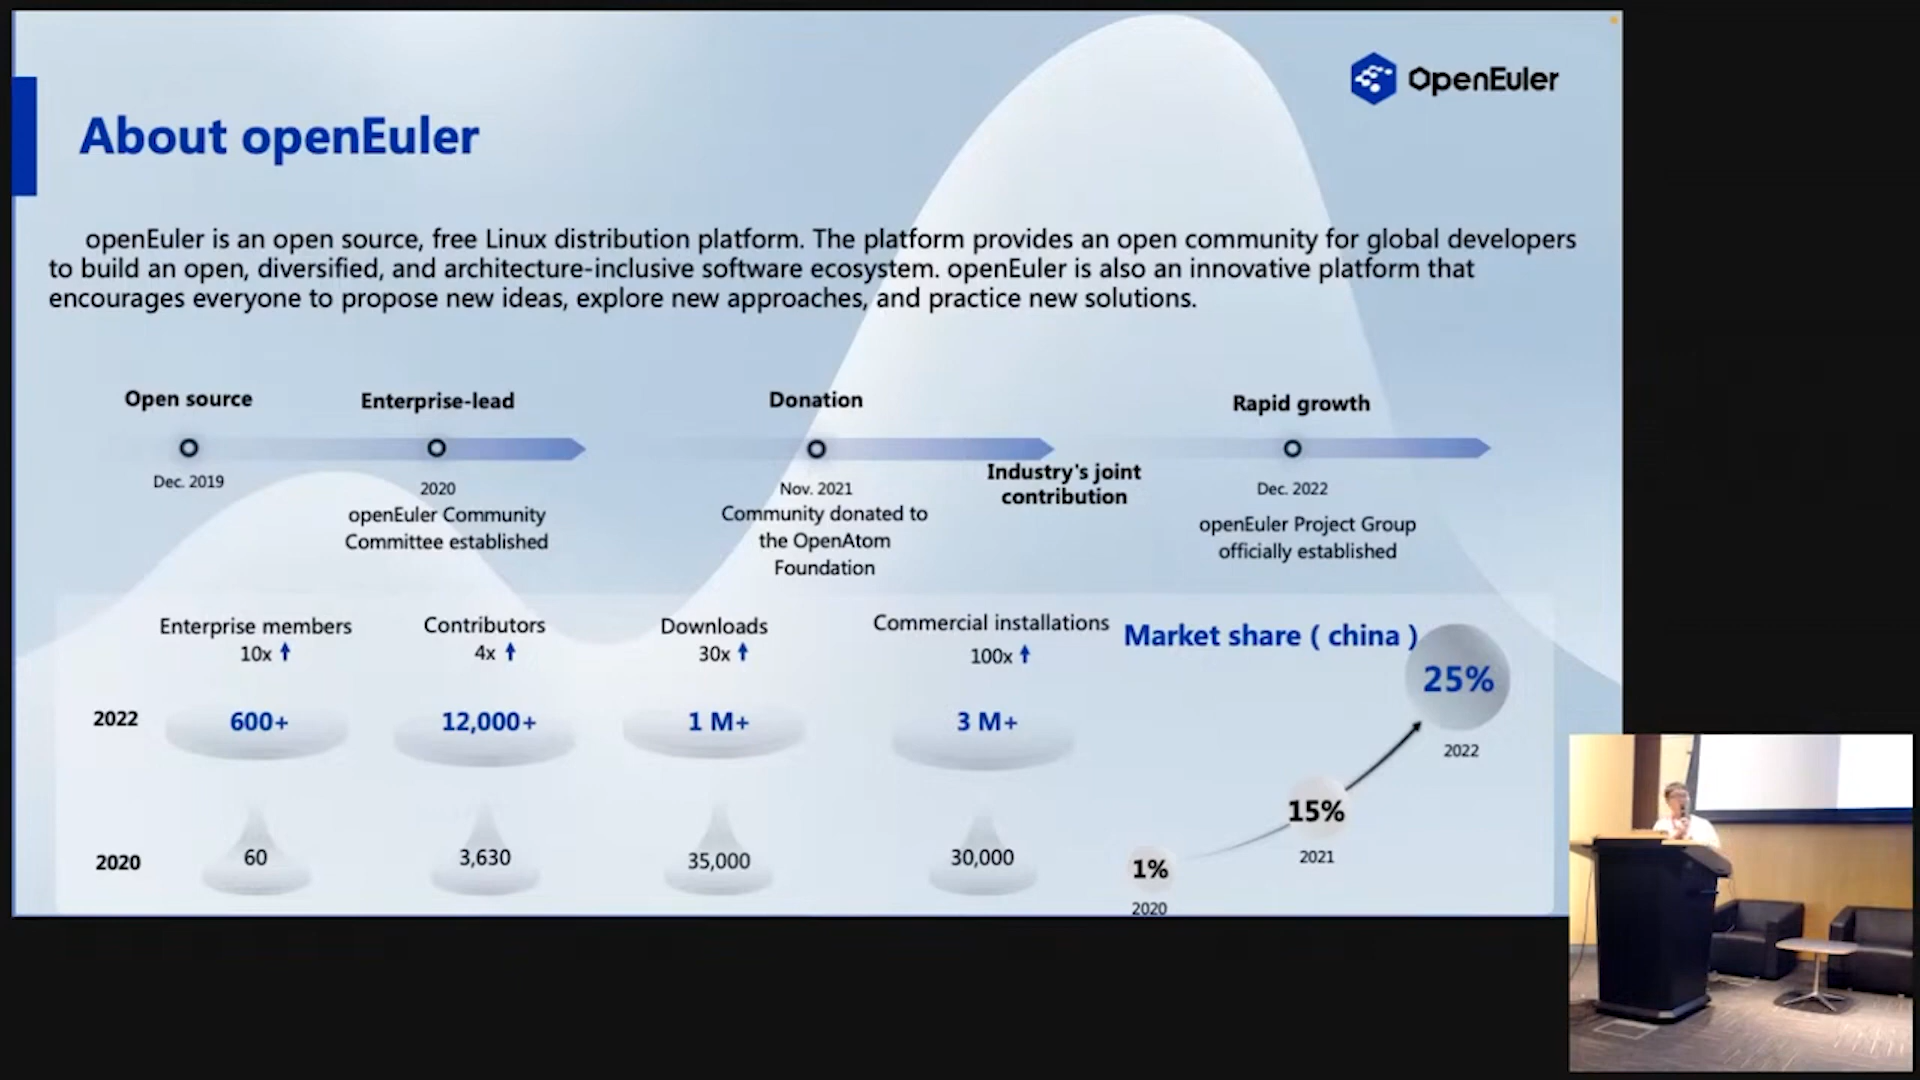 OpenEuler
About openEuler
openEuler is an open source, free Linux distribution platform. The platform provides an open community for global developers
to build an open, diversified, and architecture-inclusive software ecosystem. openEuler is also an innovative platform that
encourages everyone to propose new ideas, explore new approaches, and practice new solutions.
Open source
Dec. 2019
Enterprise-lead
2020
openEuler Community
Committee established
Donation
Nov. 2021
Community donated to
the OpenAtom
Foundation
Industry's joint
contribution
Rapid growth
Dec. 2022
openEuler Project Group
officially established
Enterprise members
10x
Contributors
4x
Downloads
30x
Commercial installations
100x
2022
600+
12,000+
1 M+
3 M+
2020
60
3,630
35,000
30,000
Market share ( china )
25%
2022
15%
2021
1%
2020